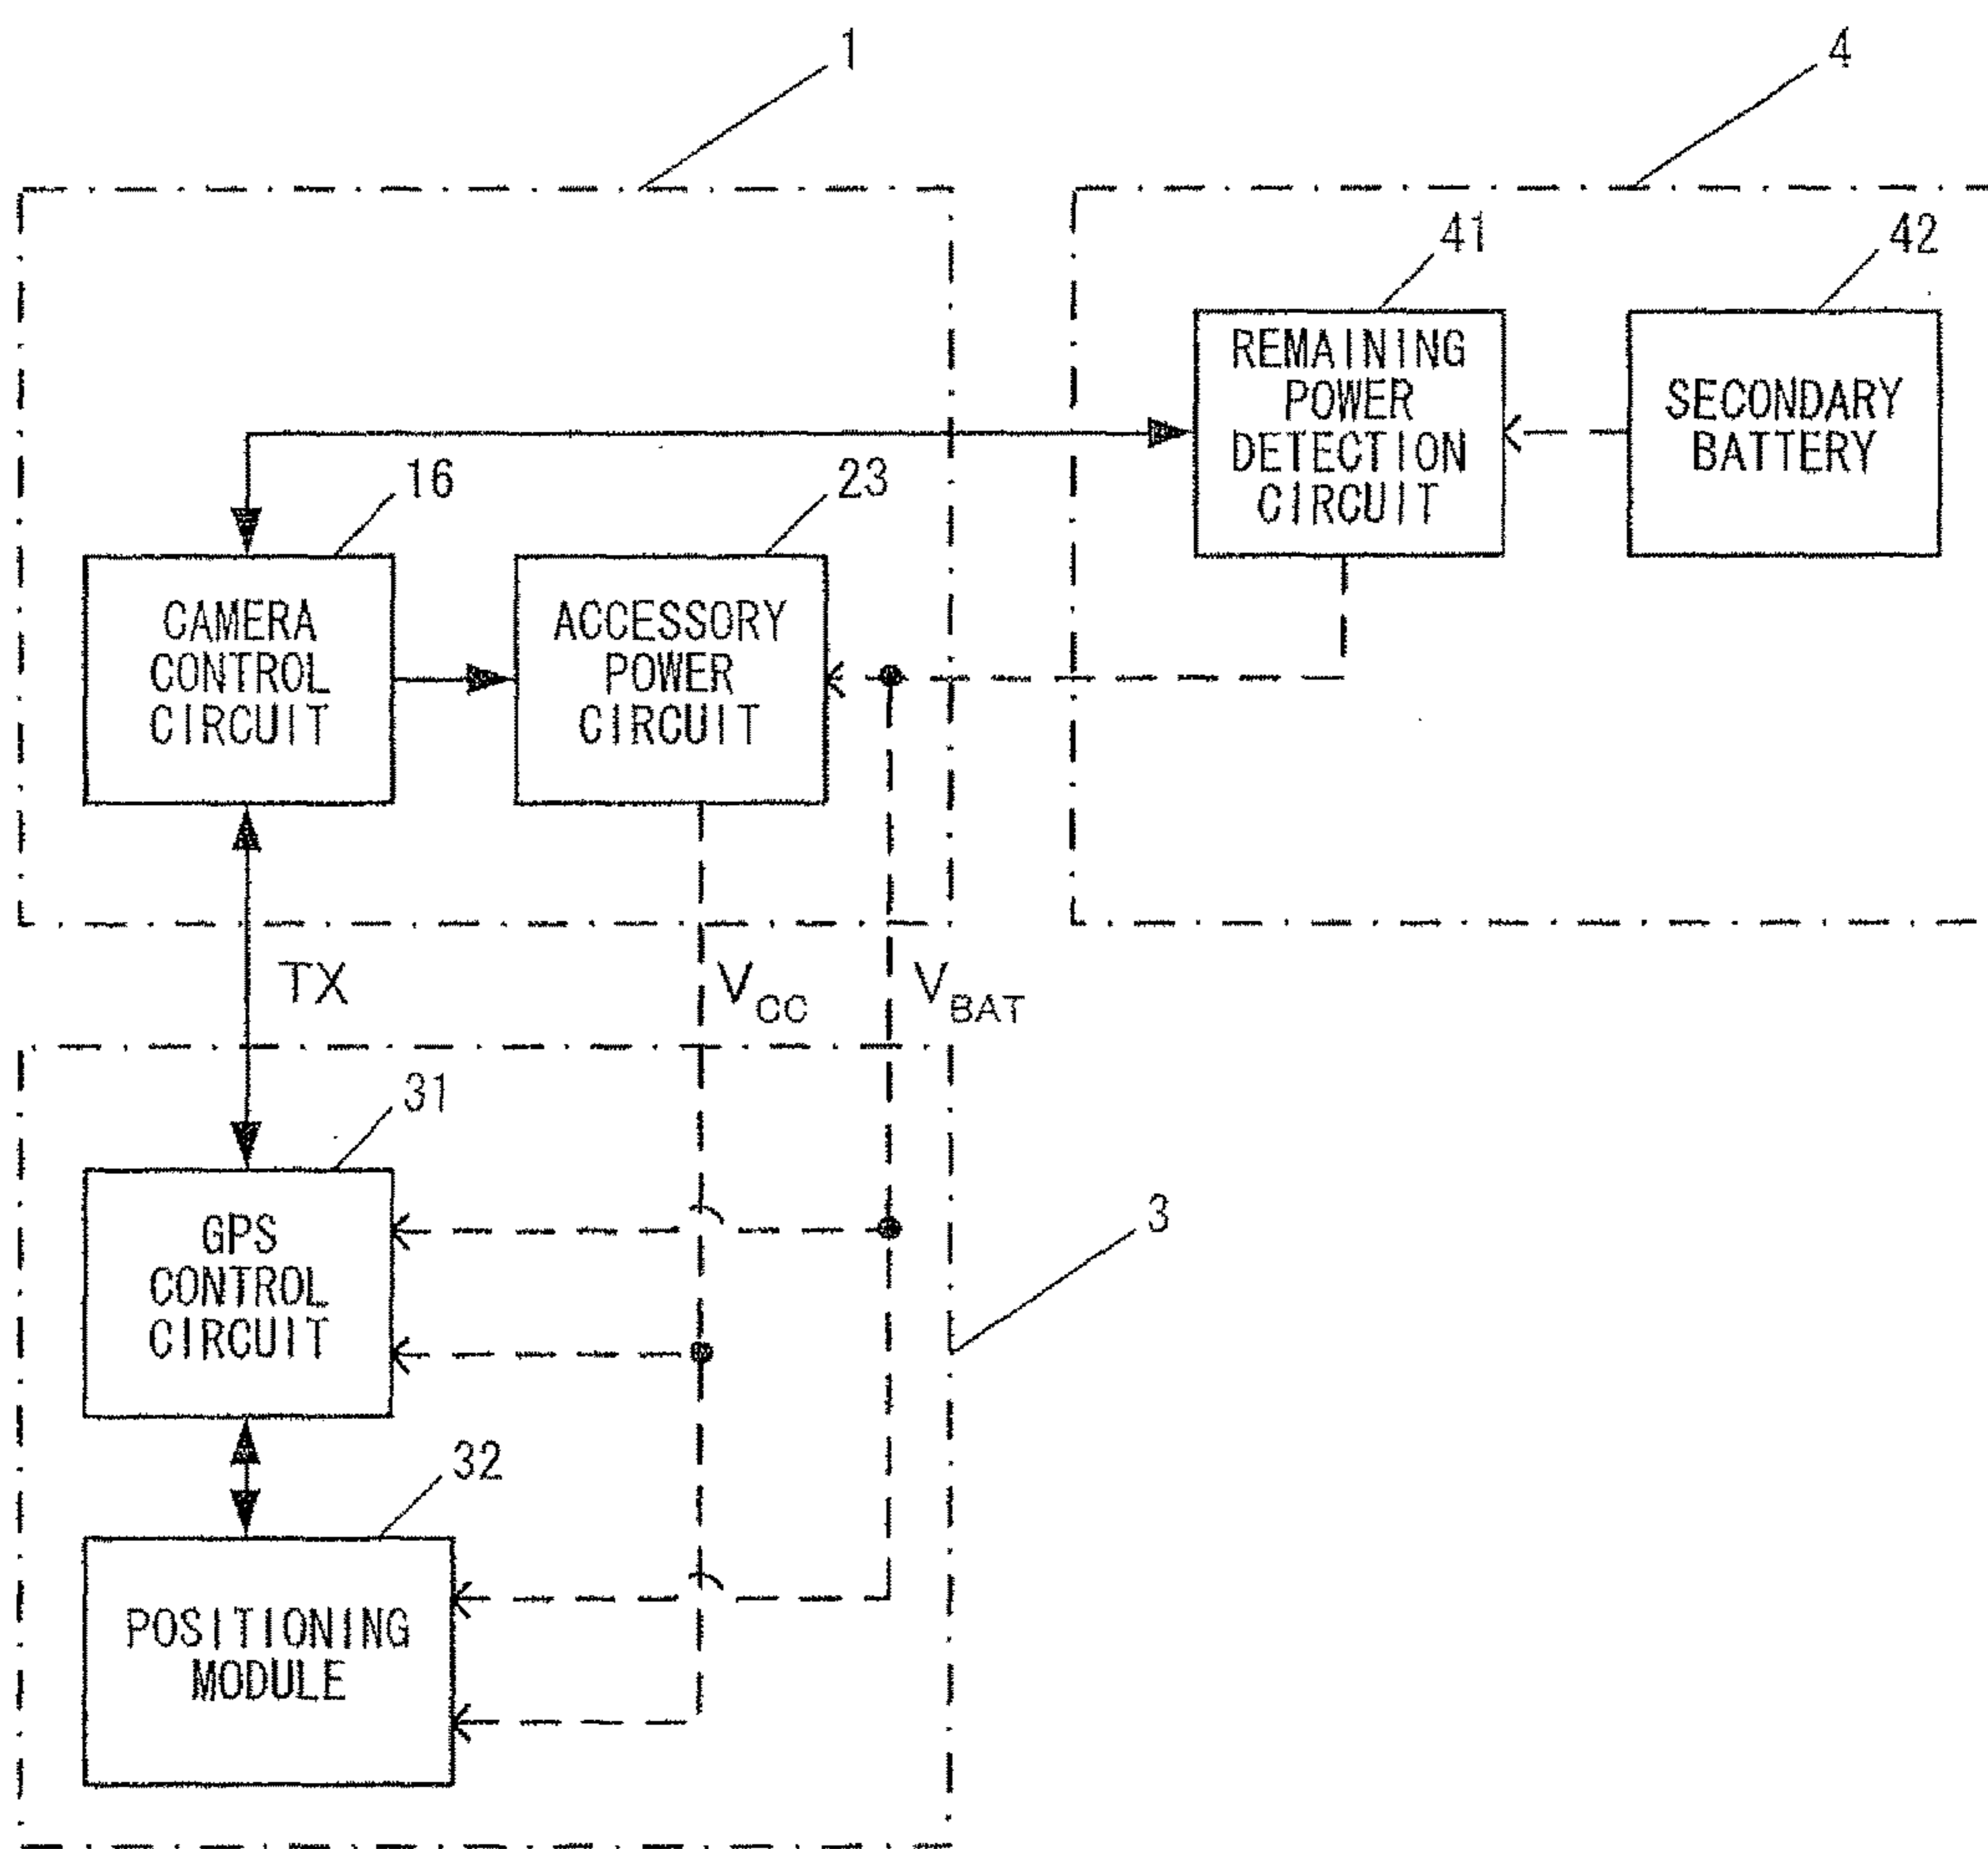 1
4
41
42
REMAINING
POWER
DETECTION
CIRCUIT
SECONDARY
BATTERY
16
23
CAMERA
CONTROL
CIRCUIT
ACCESSORY
POWER
CIRCUIT
TX
VCC
VBAT
31
3
GPS
CONTROL
CIRCUIT
32
POSITIONING
MODULE